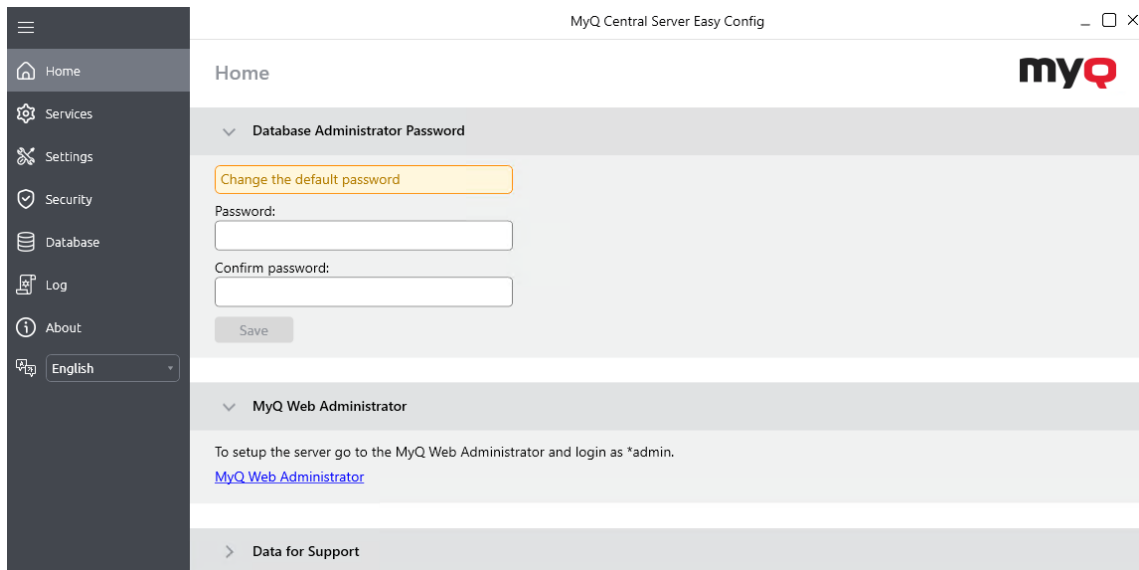 MyQ Central Server Easy Config
Home
Services
Settings
Security
Database
Log
About
English
Home
myQ
Database Administrator Password
Change the default password
Password:
Confirm password:
Save
MyQ Web Administrator
To setup the server go to the MyQ Web Administrator and login as *admin.
MyQ Web Administrator
Data for Support